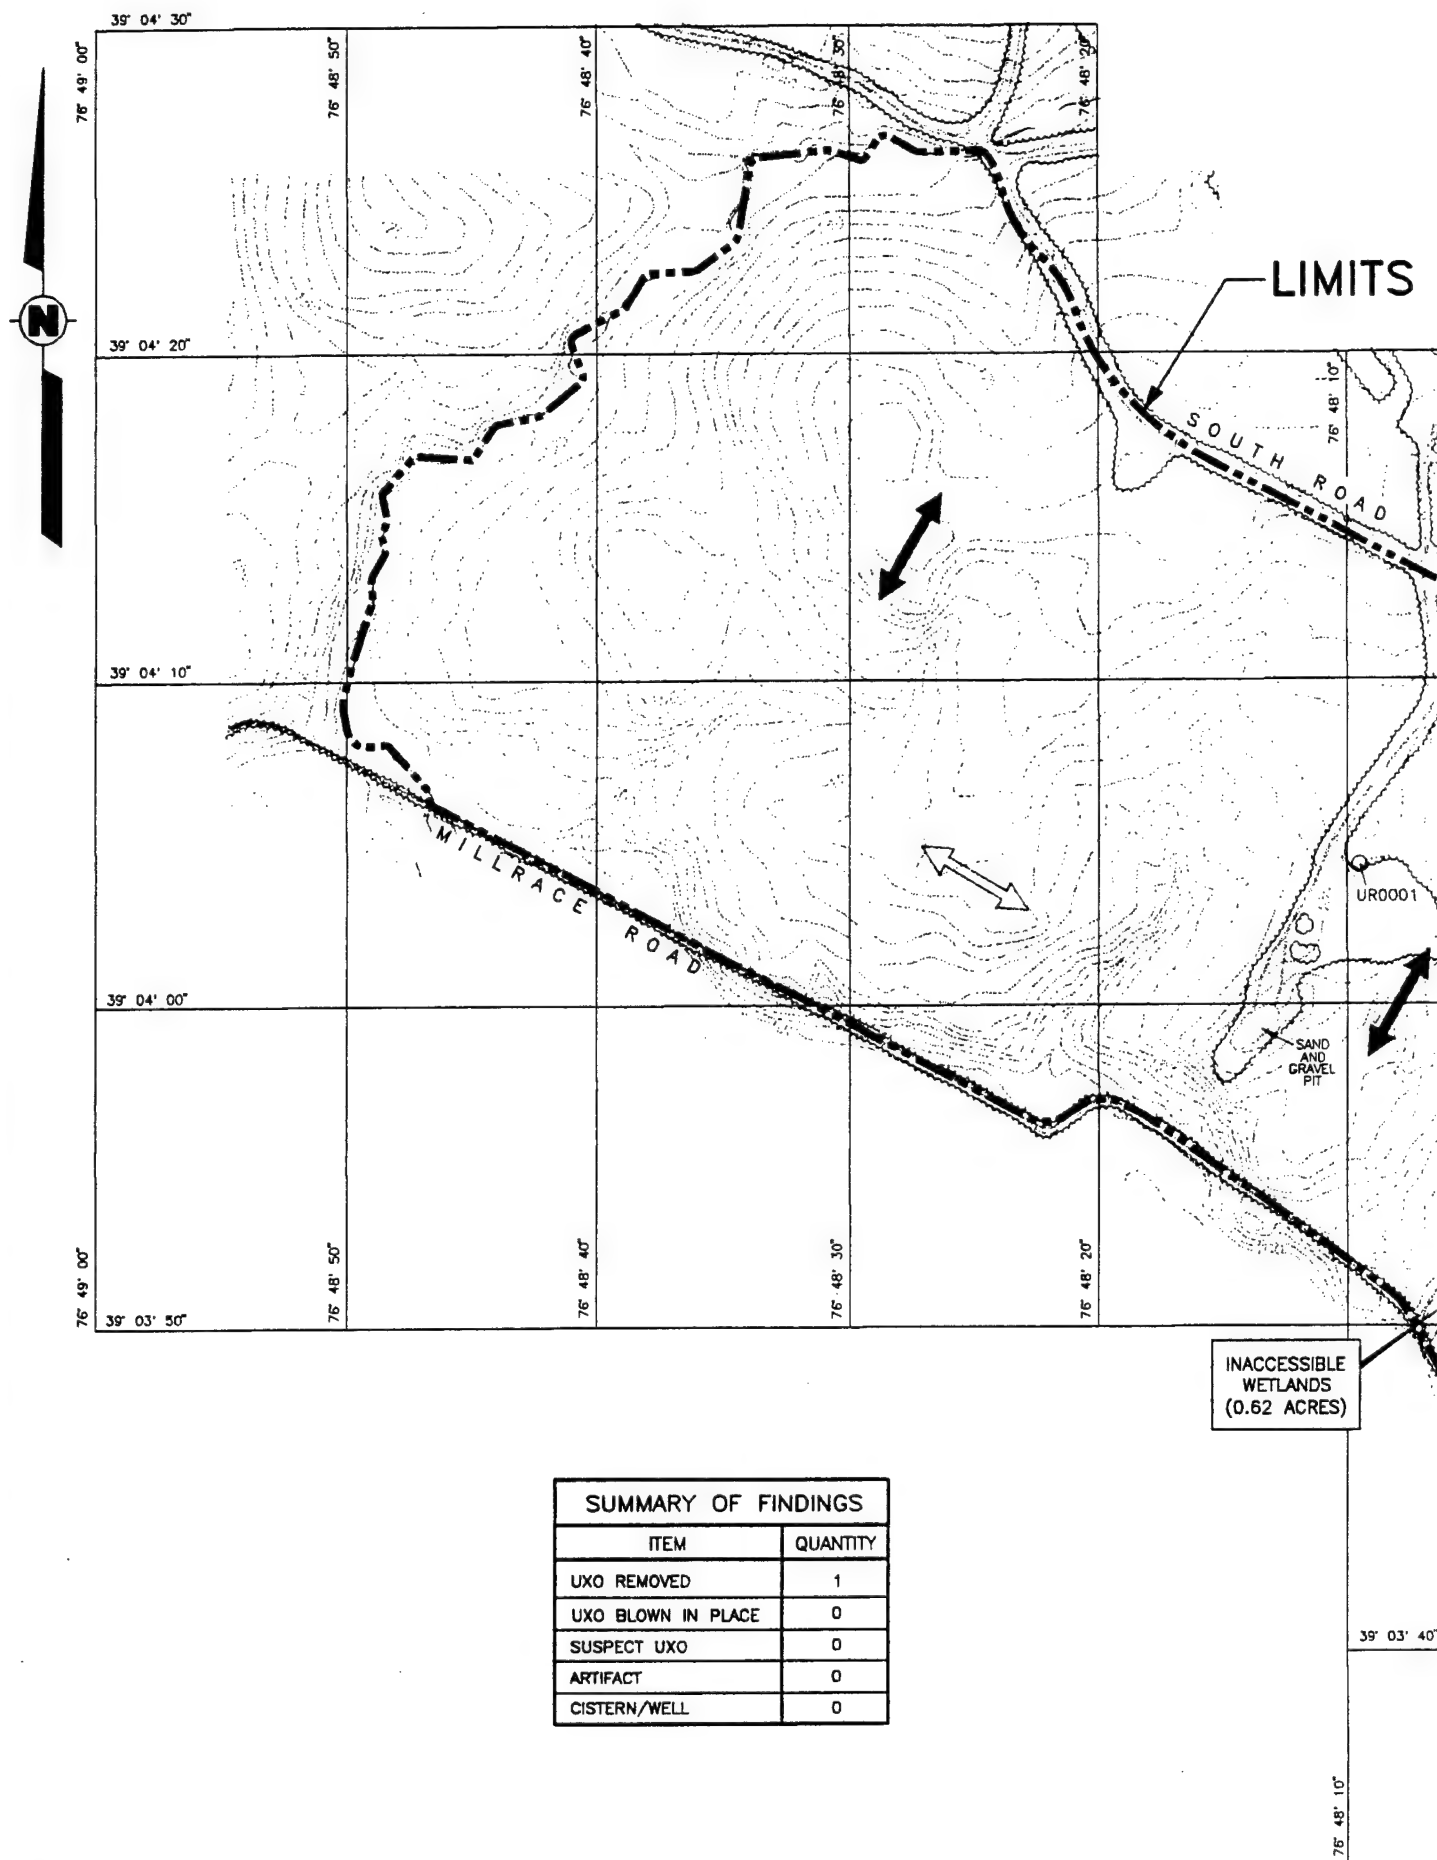 39° 04' 30"
76° 49' 00"
76° 48' 50"
76° 48' 40"
76° 48' 30"
76° 48' 20"
N
LIMITS
39° 04' 20"
76° 48' 10"
SOUTH ROAD
39° 04' 10"
MILLRACE ROAD
UR0001
39° 04' 00"
SAND
AND
GRAVEL
PIT
76° 49' 00"
76° 48' 50"
76° 48' 40"
76° 48' 30"
76° 48' 20"
39° 03' 50"
INACCESSIBLE
WETLANDS
(0.62 ACRES)
SUMMARY OF FINDINGS
ITEM QUANTITY
UXO REMOVED 1
UXO BLOWN IN PLACE 0
SUSPECT UXO 0
ARTIFACT 0
CISTERN/WELL 0
39° 03' 40"
76° 48' 10"